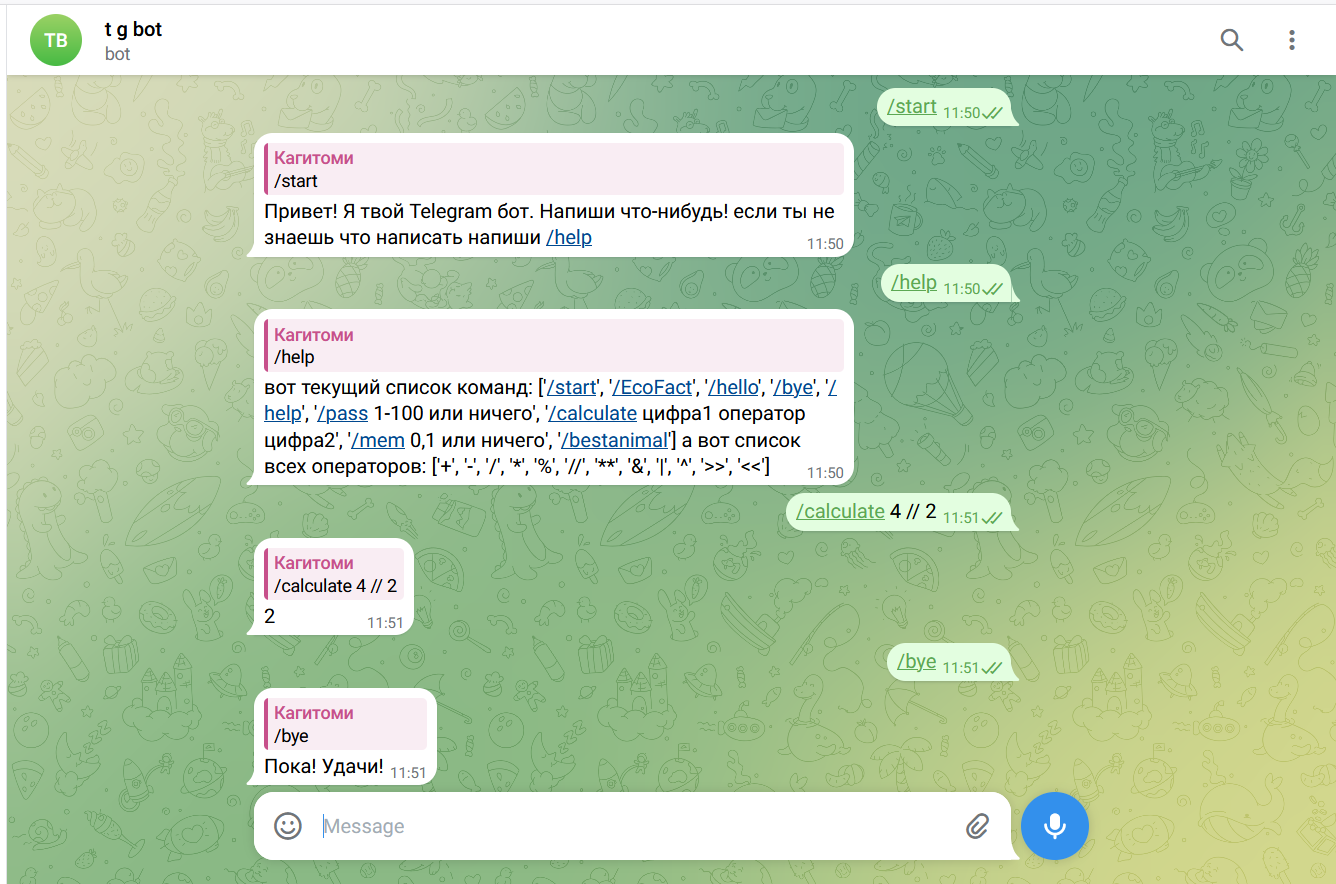 TB
t g bot
bot
/start 11:50
Кагитоми
/start
Привет! Я твой Telegram бот. Напиши что-нибудь! если ты не
знаешь что написать напиши /help
11:50
/help 11:50
Кагитоми
/help
вот текущий список команд: ['/start', '/EcoFact', '/hello', '/bye', '/
help', '/pass 1-100 или ничего', '/calculate цифра1 оператор
цифра2', '/mem 0,1 или ничего', '/bestanimal'] а вот список
всех операторов: ['+', '-', '/', '*', '%', '//', '**', '&', '|', '^', '>>', '<<']
11:50
/calculate 4 // 2 11:51
Кагитоми
/calculate 4 // 2
2
11:51
/bye 11:51
Кагитоми
/bye
Пока! Удачи! 11:51
Message